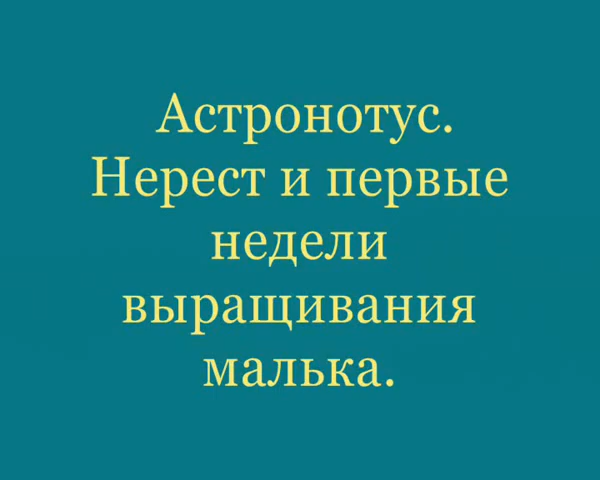 Астронотус.
Нерест и первые
недели
выращивания
малька.